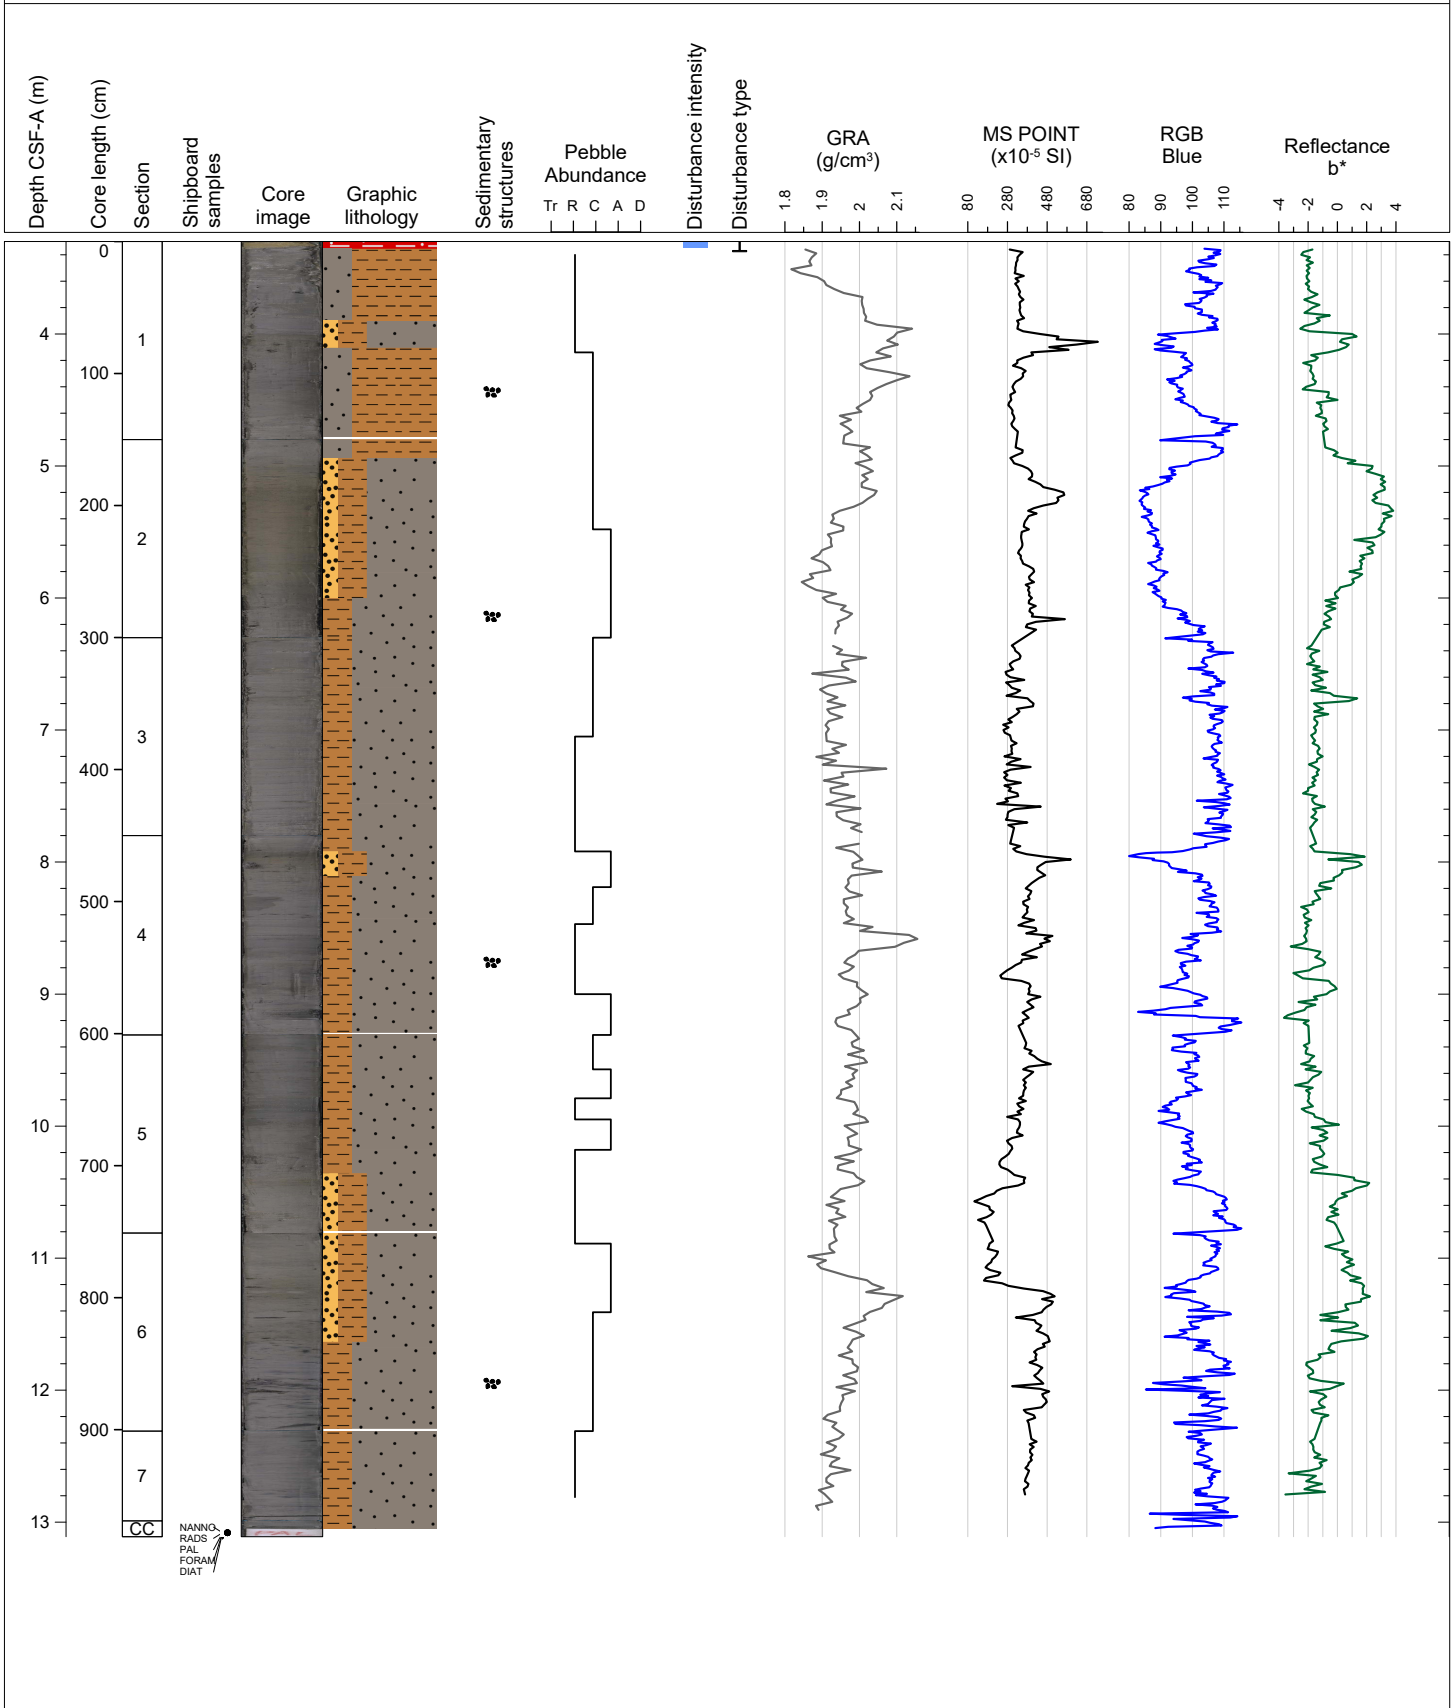 Depth CSF-A (m)
Core length (cm)
Section
Shipboard
samples
Core
image
Graphic
lithology
Sedimentary
structures
Pebble
Abundance
Tr R C A D
Disturbance intensity
Disturbance type
GRA
(g/cm³)
1.8 1.9 2 2.1
MS POINT
(x10⁻⁵ SI)
80 280 480 680
RGB
Blue
80 90 100 110
Reflectance
b*
-4 -2 0 2 4
0
4
1
100
5
200
2
6
300
7
3
400
8
500
4
9
600
10
5
700
11
800
6
12
900
7
13
CC
NANNO
RADS
PAL
FORAM
DIAT
PAL